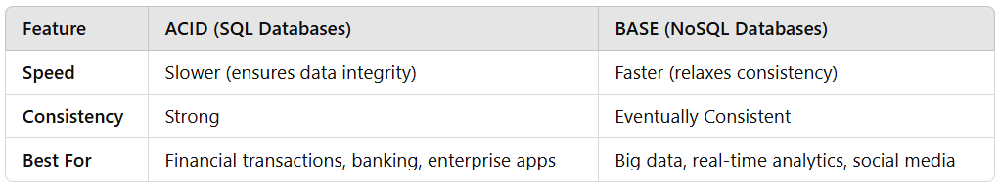 Feature ACID (SQL Databases) BASE (NoSQL Databases)
Speed Slower (ensures data integrity) Faster (relaxes consistency)
Consistency Strong Eventually Consistent
Best For Financial transactions, banking, enterprise apps Big data, real-time analytics, social media